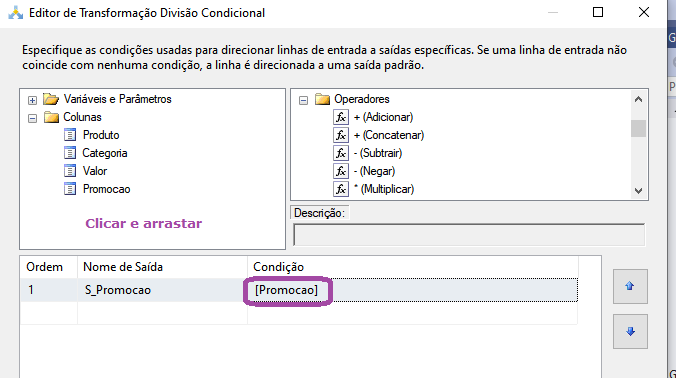 Editor de Transformação Divisão Condicional
Especifique as condições usadas para direcionar linhas de entrada a saídas específicas. Se uma linha de entrada não
coincide com nenhuma condição, a linha é direcionada a uma saída padrão.
Variáveis e Parâmetros
Colunas
Produto
Categoria
Valor
Promocao
Clicar e arrastar
Operadores
+ (Adicionar)
+ (Concatenar)
- (Subtrair)
- (Negar)
* (Multiplicar)
Descrição:
Ordem Nome de Saída Condição
1 S_Promocao [Promocao]